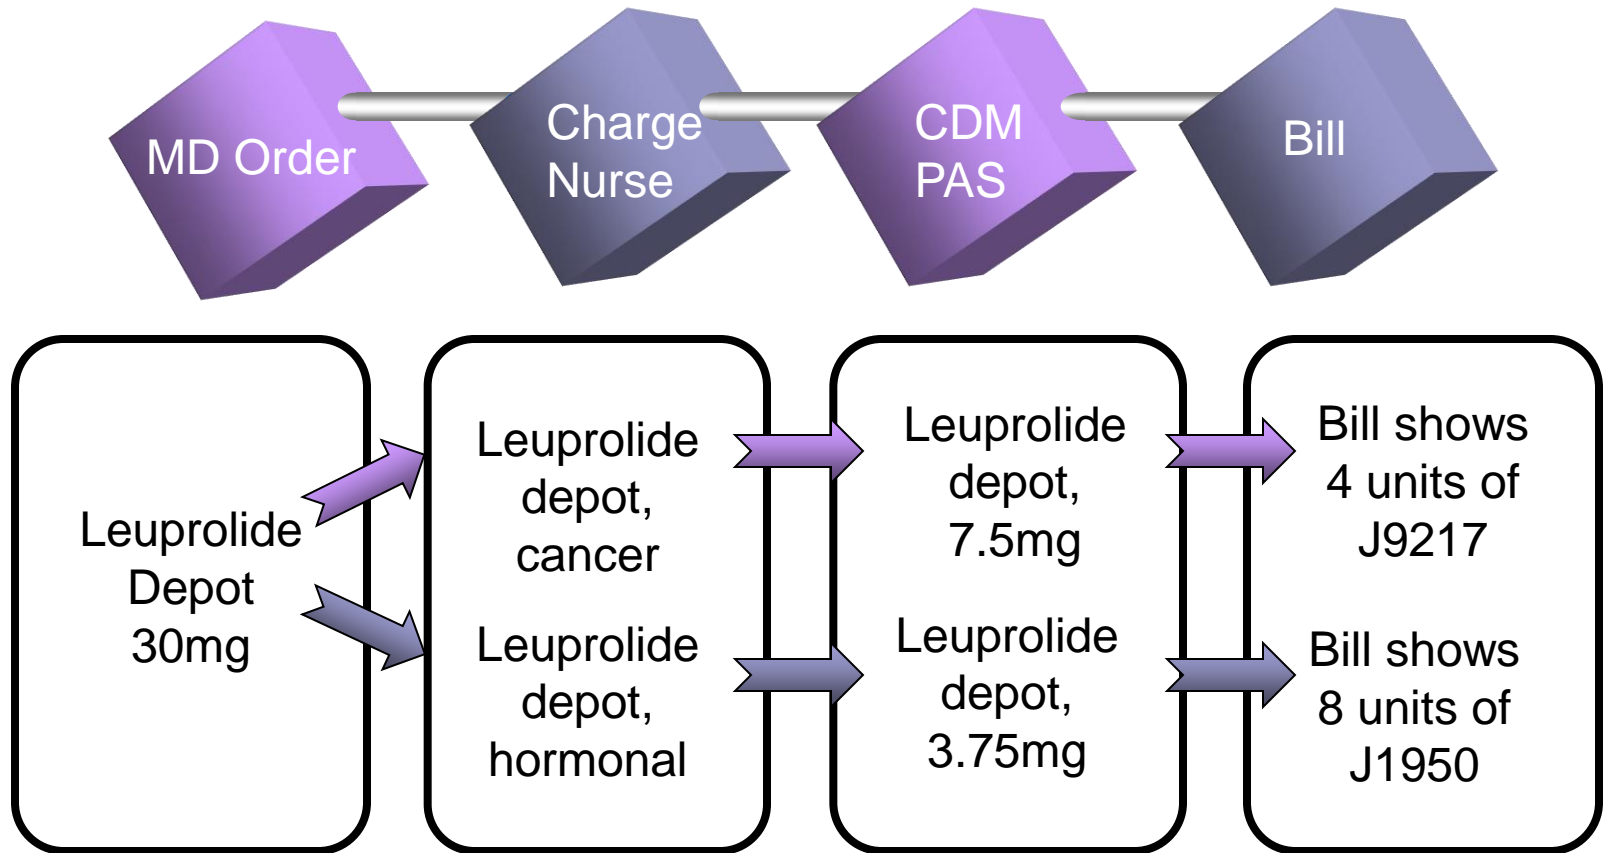 MD Order
Charge
Nurse
CDM
PAS
Bill
Leuprolide
Depot
30mg
Leuprolide
depot,
cancer
Leuprolide
depot,
hormonal
Leuprolide
depot,
7.5mg
Leuprolide
depot,
3.75mg
Bill shows
4 units of
J9217
Bill shows
8 units of
J1950